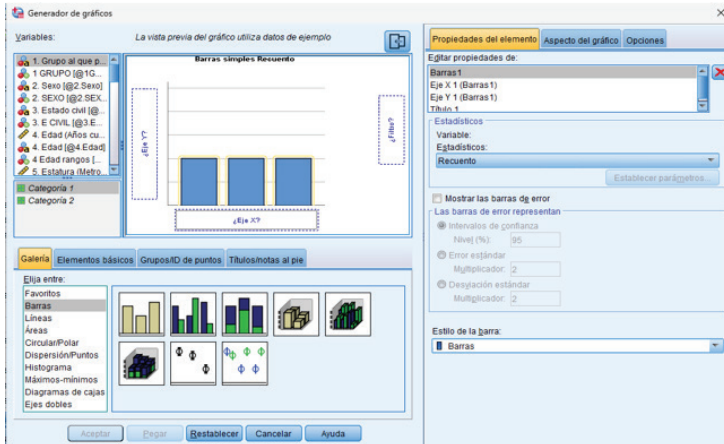 Generador de gráficos
Variables:
La vista previa del gráfico utiliza datos de ejemplo
1. Grupo al que p...
1 GRUPO [@1G...
2. Sexo [@2.Sexo]
2. SEXO [@2.SEX...
3. Estado civil [@...
3. E CIVIL [@3.E...
4. Edad (Años cu...
4. Edad [@4.Edad]
4 Edad rangos [...
5. Estatura (Metro...
Categoría 1
Categoría 2
Barras simples Recuento
¿Eje Y?
¿Filtro?
¿Eje X?
Galería
Elementos básicos
Grupos/ID de puntos
Títulos/notas al pie
Elija entre:
Favoritos
Barras
Líneas
Áreas
Circular/Polar
Dispersión/Puntos
Histograma
Máximos-mínimos
Diagramas de cajas
Ejes dobles
Aceptar
Pegar
Restablecer
Cancelar
Ayuda
Propiedades del elemento
Aspecto del gráfico
Opciones
Editar propiedades de:
Barras1
Eje X 1 (Barras1)
Eje Y 1 (Barras1)
Título 1
Estadísticos
Variable:
Estadísticos:
Recuento
Establecer parámetros...
Mostrar las barras de error
Las barras de error representan
Intervalos de confianza
Nivel (%): 95
Error estándar
Multiplicador: 2
Desviación estándar
Multiplicador: 2
Estilo de la barra:
Barras